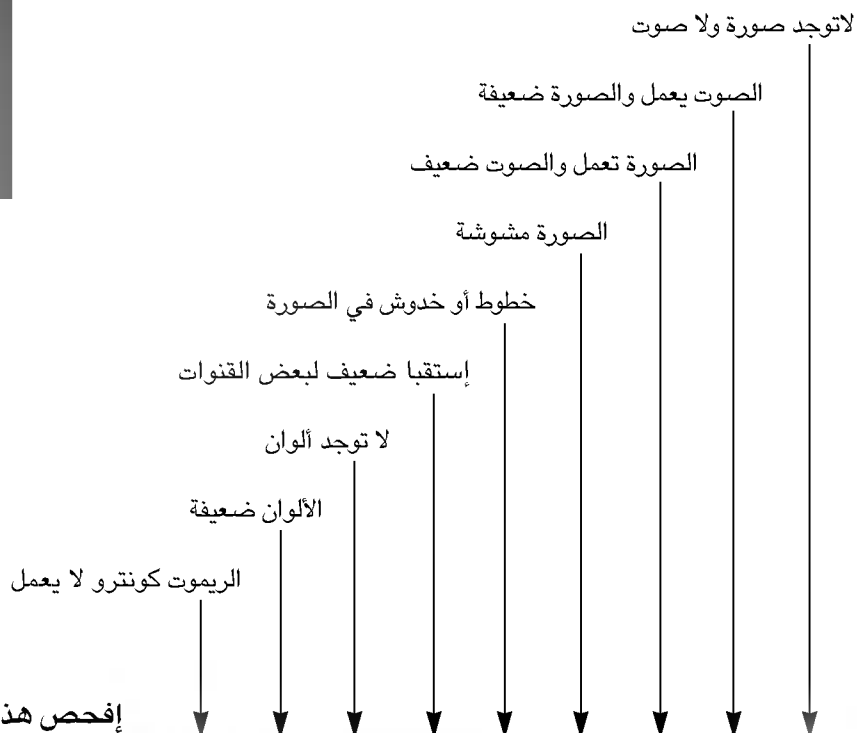 لاتوجد صورة ولا صوت
الصوت يعمل والصورة ضعيفة
الصورة تعمل والصوت ضعيف
الصورة مشوشة
خطوط أو خدوش في الصورة
إستقبا ضعيف لبعض القنوات
لا توجد ألوان
الألوان ضعيفة
الريموت كونترو لا يعمل
إفحص هذ